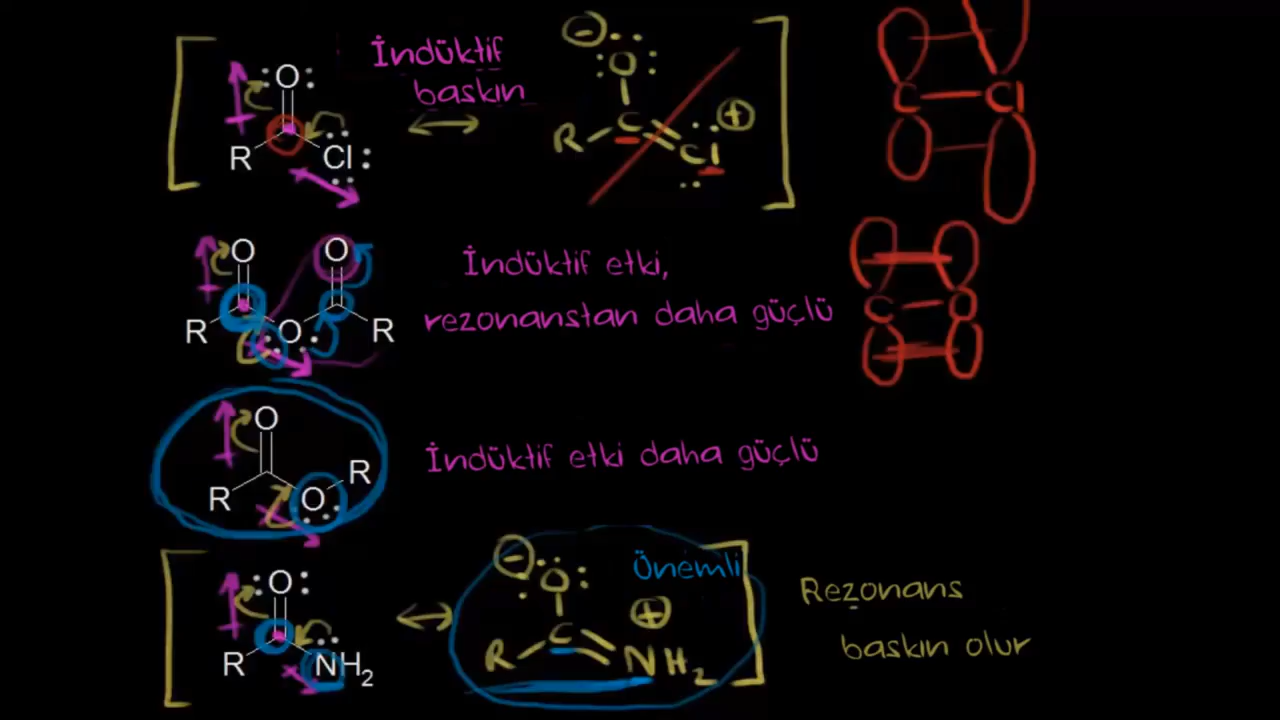 İndüktif
baskın
O
R
Cl
O
R
C
Cl
C
Cl
O
O
R
O
R
İndüktif etki,
rezonanstan daha güçlü
C
O
O
R
O
R
İndüktif etki daha güçlü
O
R
NH2
O
R
C
NH2
Önemli
Rezonans
baskın olur